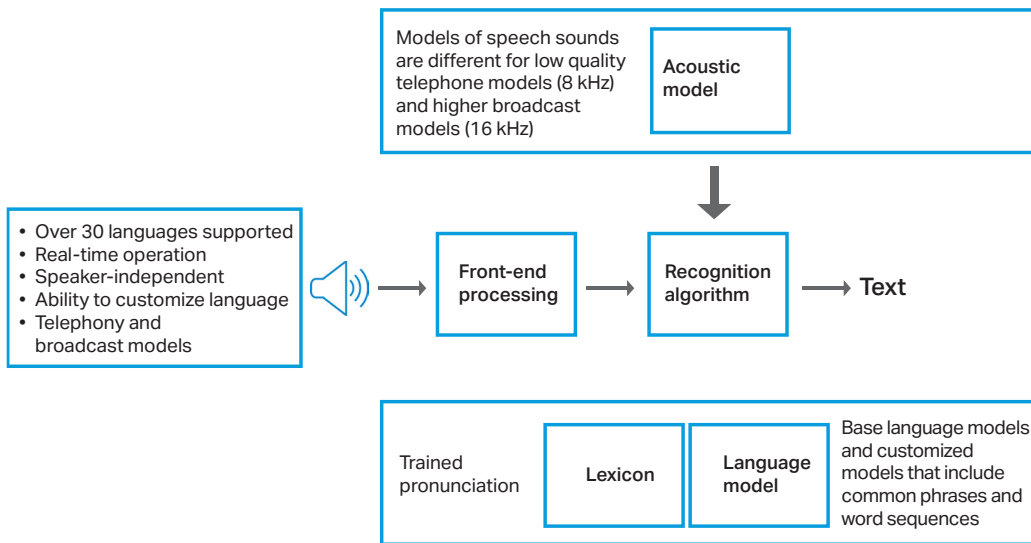 Models of speech sounds
are different for low quality
telephone models (8 kHz)
and higher broadcast
models (16 kHz)
Acoustic
model
• Over 30 languages supported
• Real-time operation
• Speaker-independent
• Ability to customize language
• Telephony and
broadcast models
Front-end
processing
Recognition
algorithm
Text
Trained
pronunciation
Lexicon
Language
model
Base language models
and customized
models that include
common phrases and
word sequences